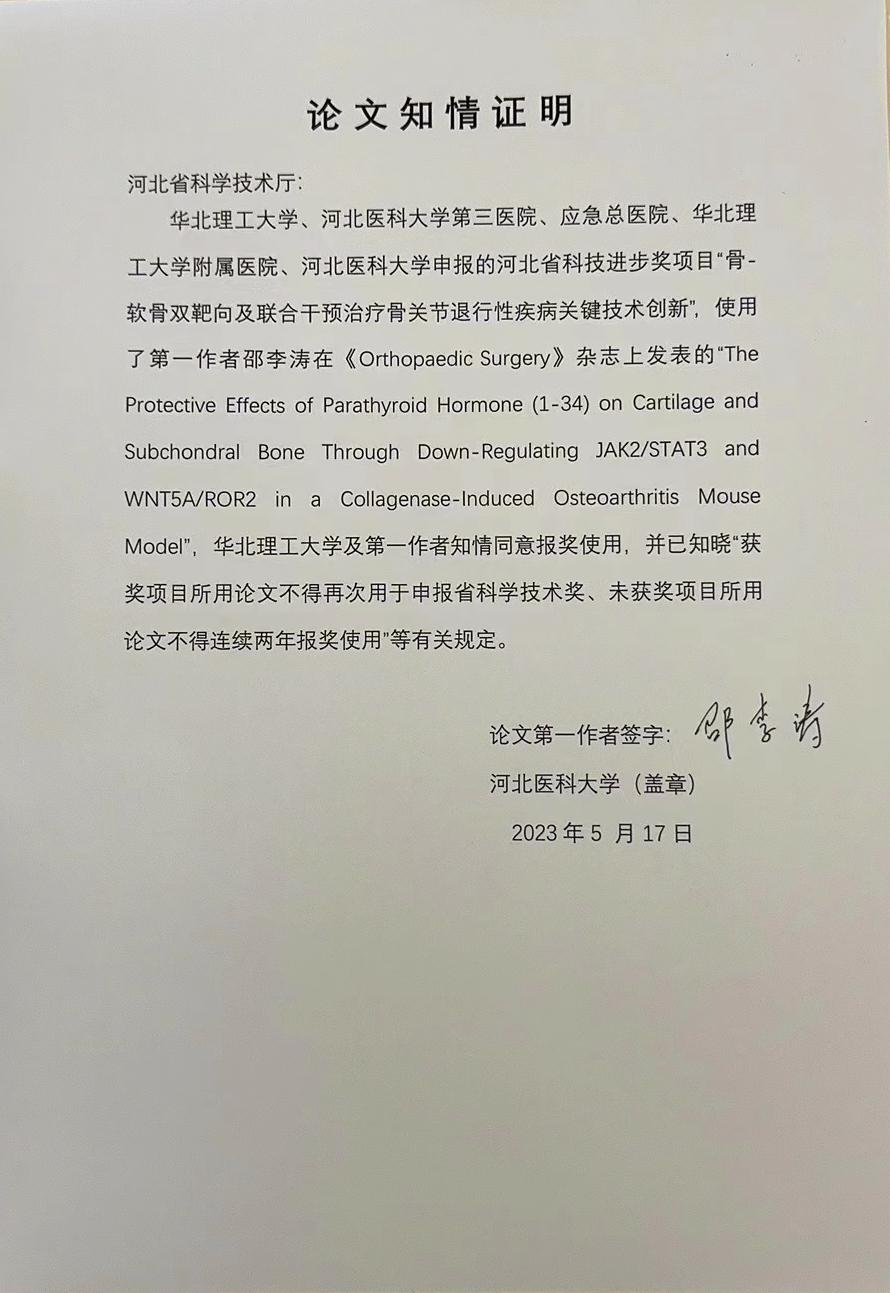 论文知情证明
河北省科学技术厅：
华北理工大学、河北医科大学第三医院、应急总医院、华北理
工大学附属医院、河北医科大学申报的河北省科技进步奖项目“骨-
软骨双靶向及联合干预治疗骨关节退行性疾病关键技术创新”，使用
了第一作者邵李涛在《Orthopaedic Surgery》杂志上发表的“The
Protective Effects of Parathyroid Hormone (1-34) on Cartilage and
Subchondral Bone Through Down-Regulating JAK2/STAT3 and
WNT5A/ROR2 in a Collagenase-Induced Osteoarthritis Mouse
Model”，华北理工大学及第一作者知情同意报奖使用，并已知晓“获
奖项目所用论文不得再次用于申报省科学技术奖、未获奖项目所用
论文不得连续两年报奖使用”等有关规定。
论文第一作者签字： 邵李涛
河北医科大学（盖章）
2023 年 5 月 17 日